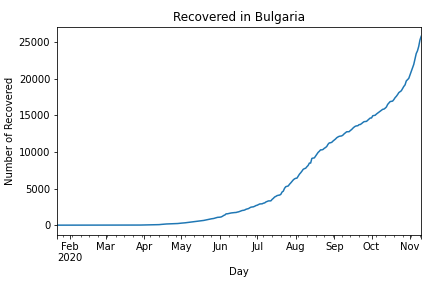 Recovered in Bulgaria
Number of Recovered
25000
20000
15000
10000
5000
0
Feb Mar Apr May Jun Jul Aug Sep Oct Nov
2020
Day